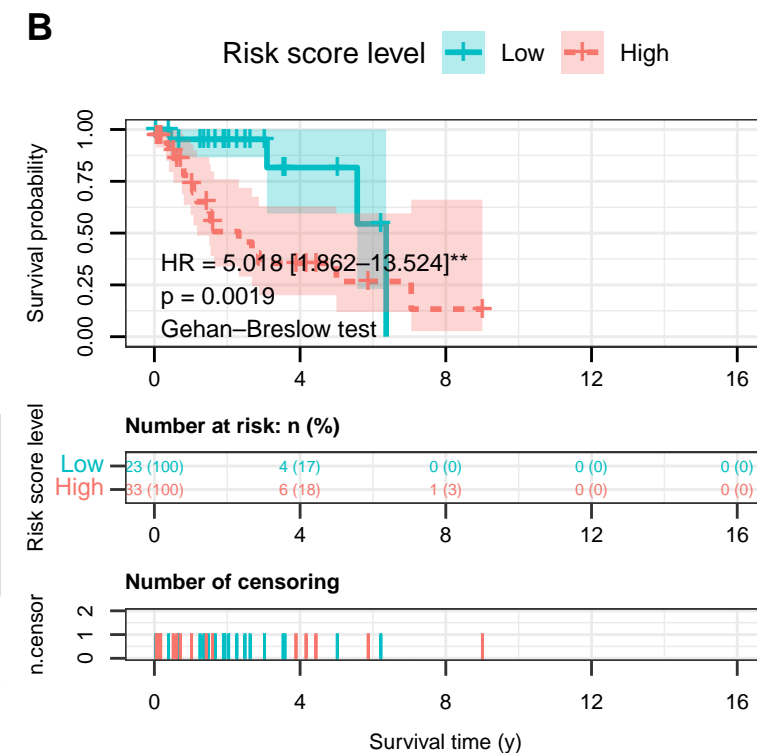 B
Risk score level Low High
Survival probability
1.00
0.75
0.50
0.25
0.00
HR = 5.018 [1.862–13.524]**
p = 0.0019
Gehan–Breslow test
0 4 8 12 16
Number at risk: n (%)
Risk score level
Low 23 (100) 4 (17) 0 (0) 0 (0) 0 (0)
High 33 (100) 6 (18) 1 (3) 0 (0) 0 (0)
0 4 8 12 16
Number of censoring
n.censor
2
1
0
0 4 8 12 16
Survival time (y)